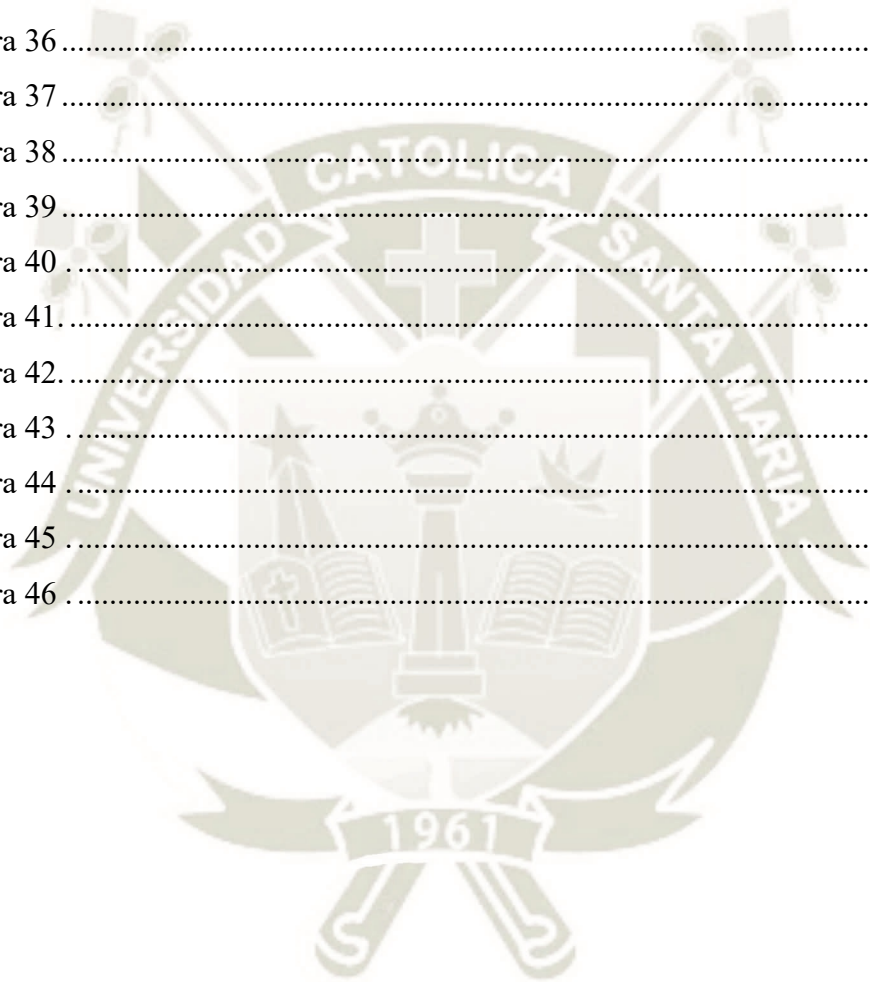 ra 36 ....................................................................................................
ra 37 ....................................................................................................
ra 38 ....................................................................................................
ra 39 ....................................................................................................
ra 40 . ..................................................................................................
ra 41. ...................................................................................................
ra 42. ...................................................................................................
ra 43 . ..................................................................................................
ra 44 . ..................................................................................................
ra 45 . ..................................................................................................
ra 46 . ..................................................................................................
UNIVERSIDAD CATOLICA SANTA MARIA
1961